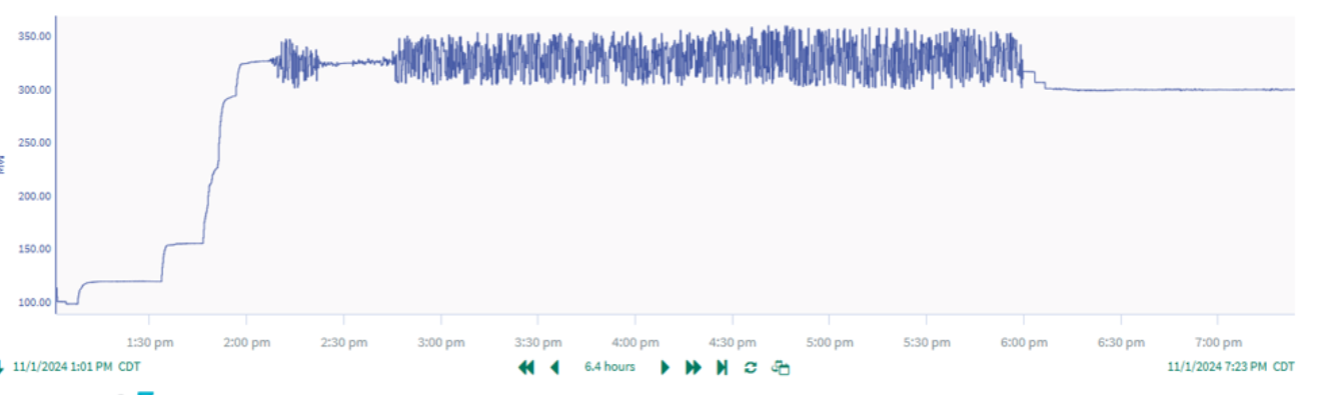 350.00
300.00
250.00
200.00
150.00
100.00
MW
1:30 pm 2:00 pm 2:30 pm 3:00 pm 3:30 pm 4:00 pm 4:30 pm 5:00 pm 5:30 pm 6:00 pm 6:30 pm 7:00 pm
11/1/2024 1:01 PM CDT 6.4 hours 11/1/2024 7:23 PM CDT